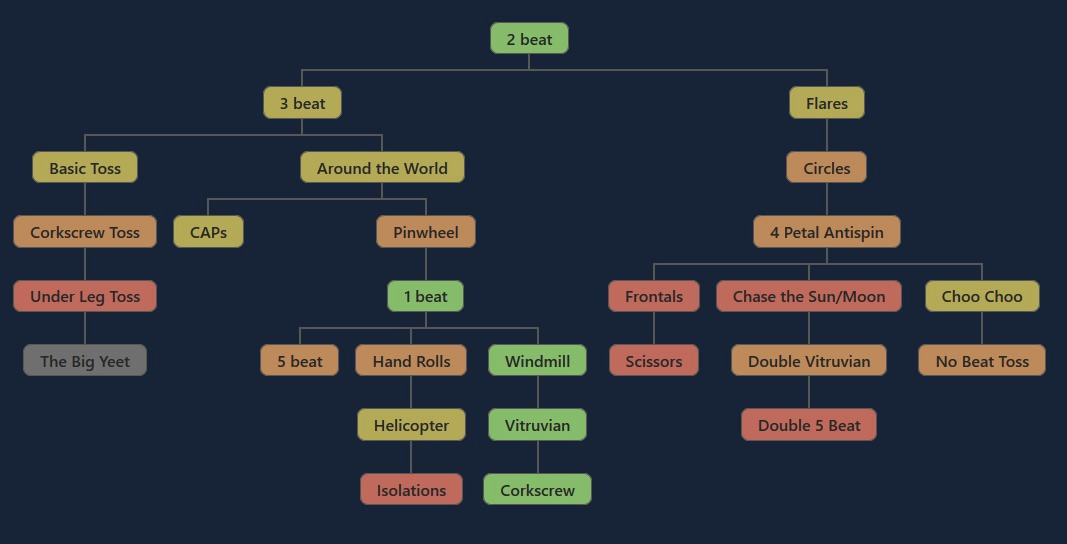 2 beat
3 beat
Flares
Basic Toss
Around the World
Circles
Corkscrew Toss
CAPs
Pinwheel
4 Petal Antispin
Under Leg Toss
1 beat
Frontals
Chase the Sun/Moon
Choo Choo
The Big Yeet
5 beat
Hand Rolls
Windmill
Scissors
Double Vitruvian
No Beat Toss
Helicopter
Vitruvian
Double 5 Beat
Isolations
Corkscrew